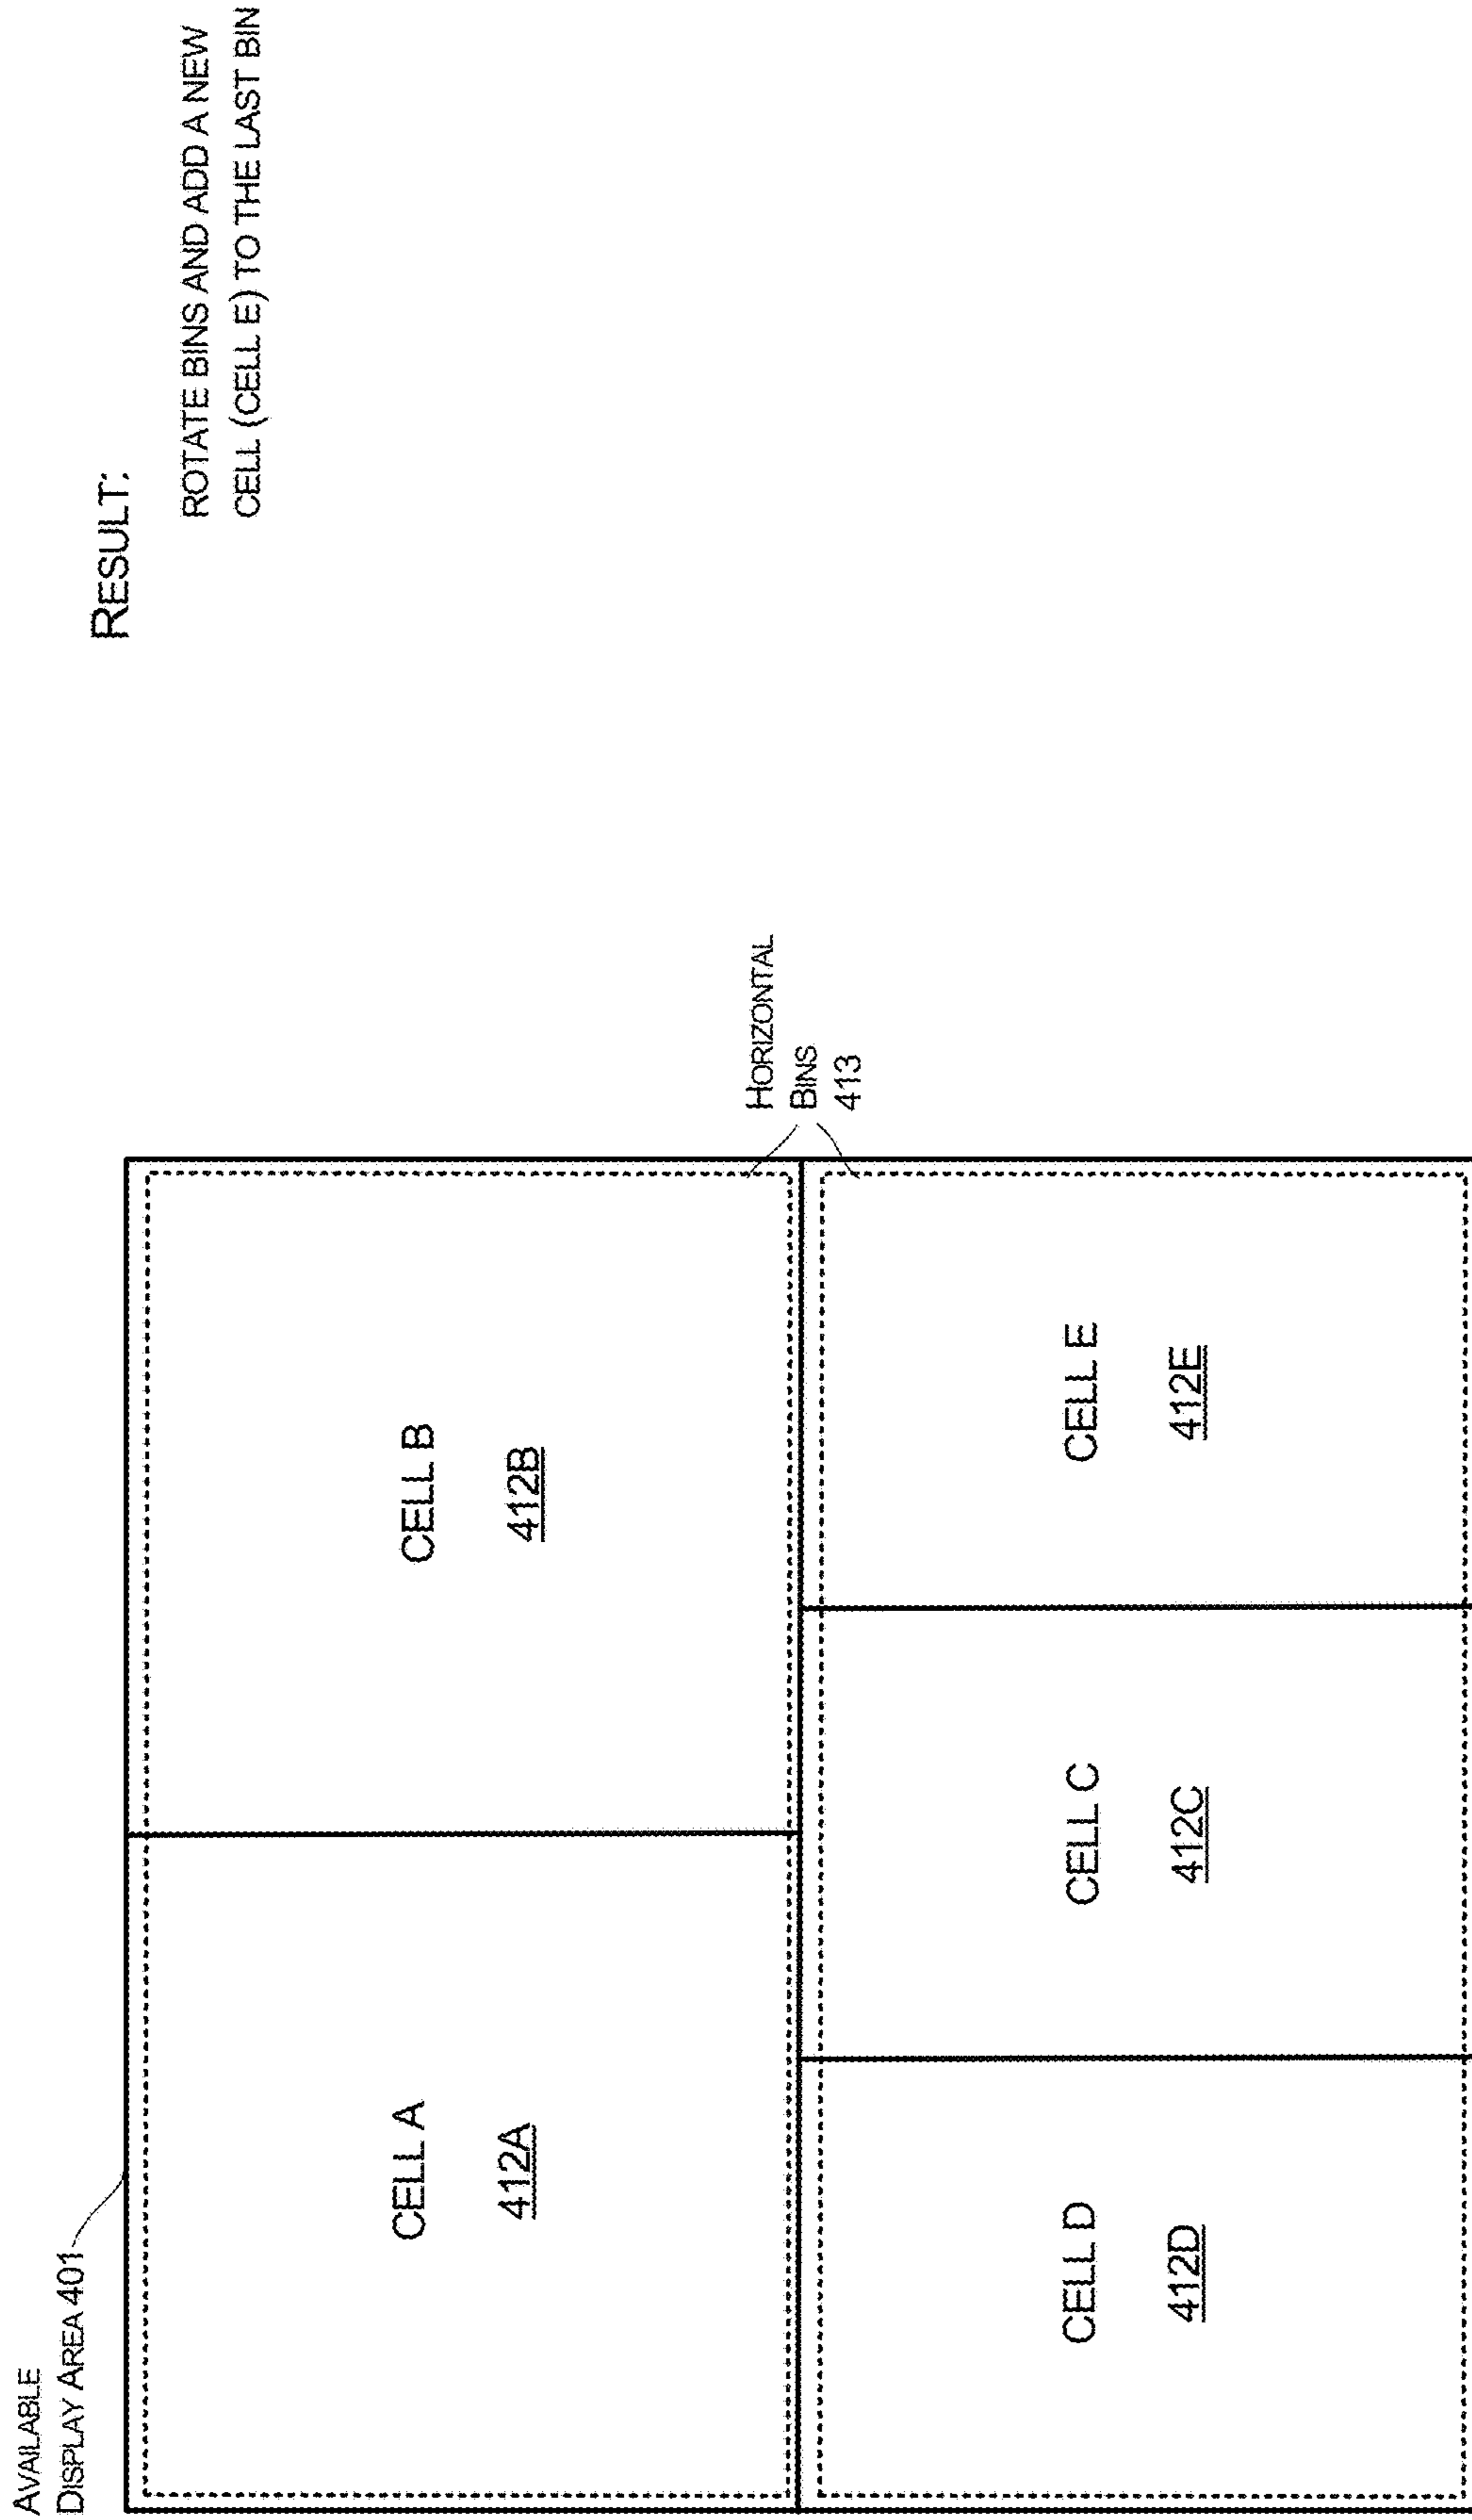 AVAILABLE
DISPLAY AREA 401
RESULT:
ROTATE BINS AND ADD A NEW
CELL (CELL E) TO THE LAST BIN
CELL A
412A
CELL B
412B
HORIZONTAL
BINS
413
CELL D
412D
CELL C
412C
CELL E
412E